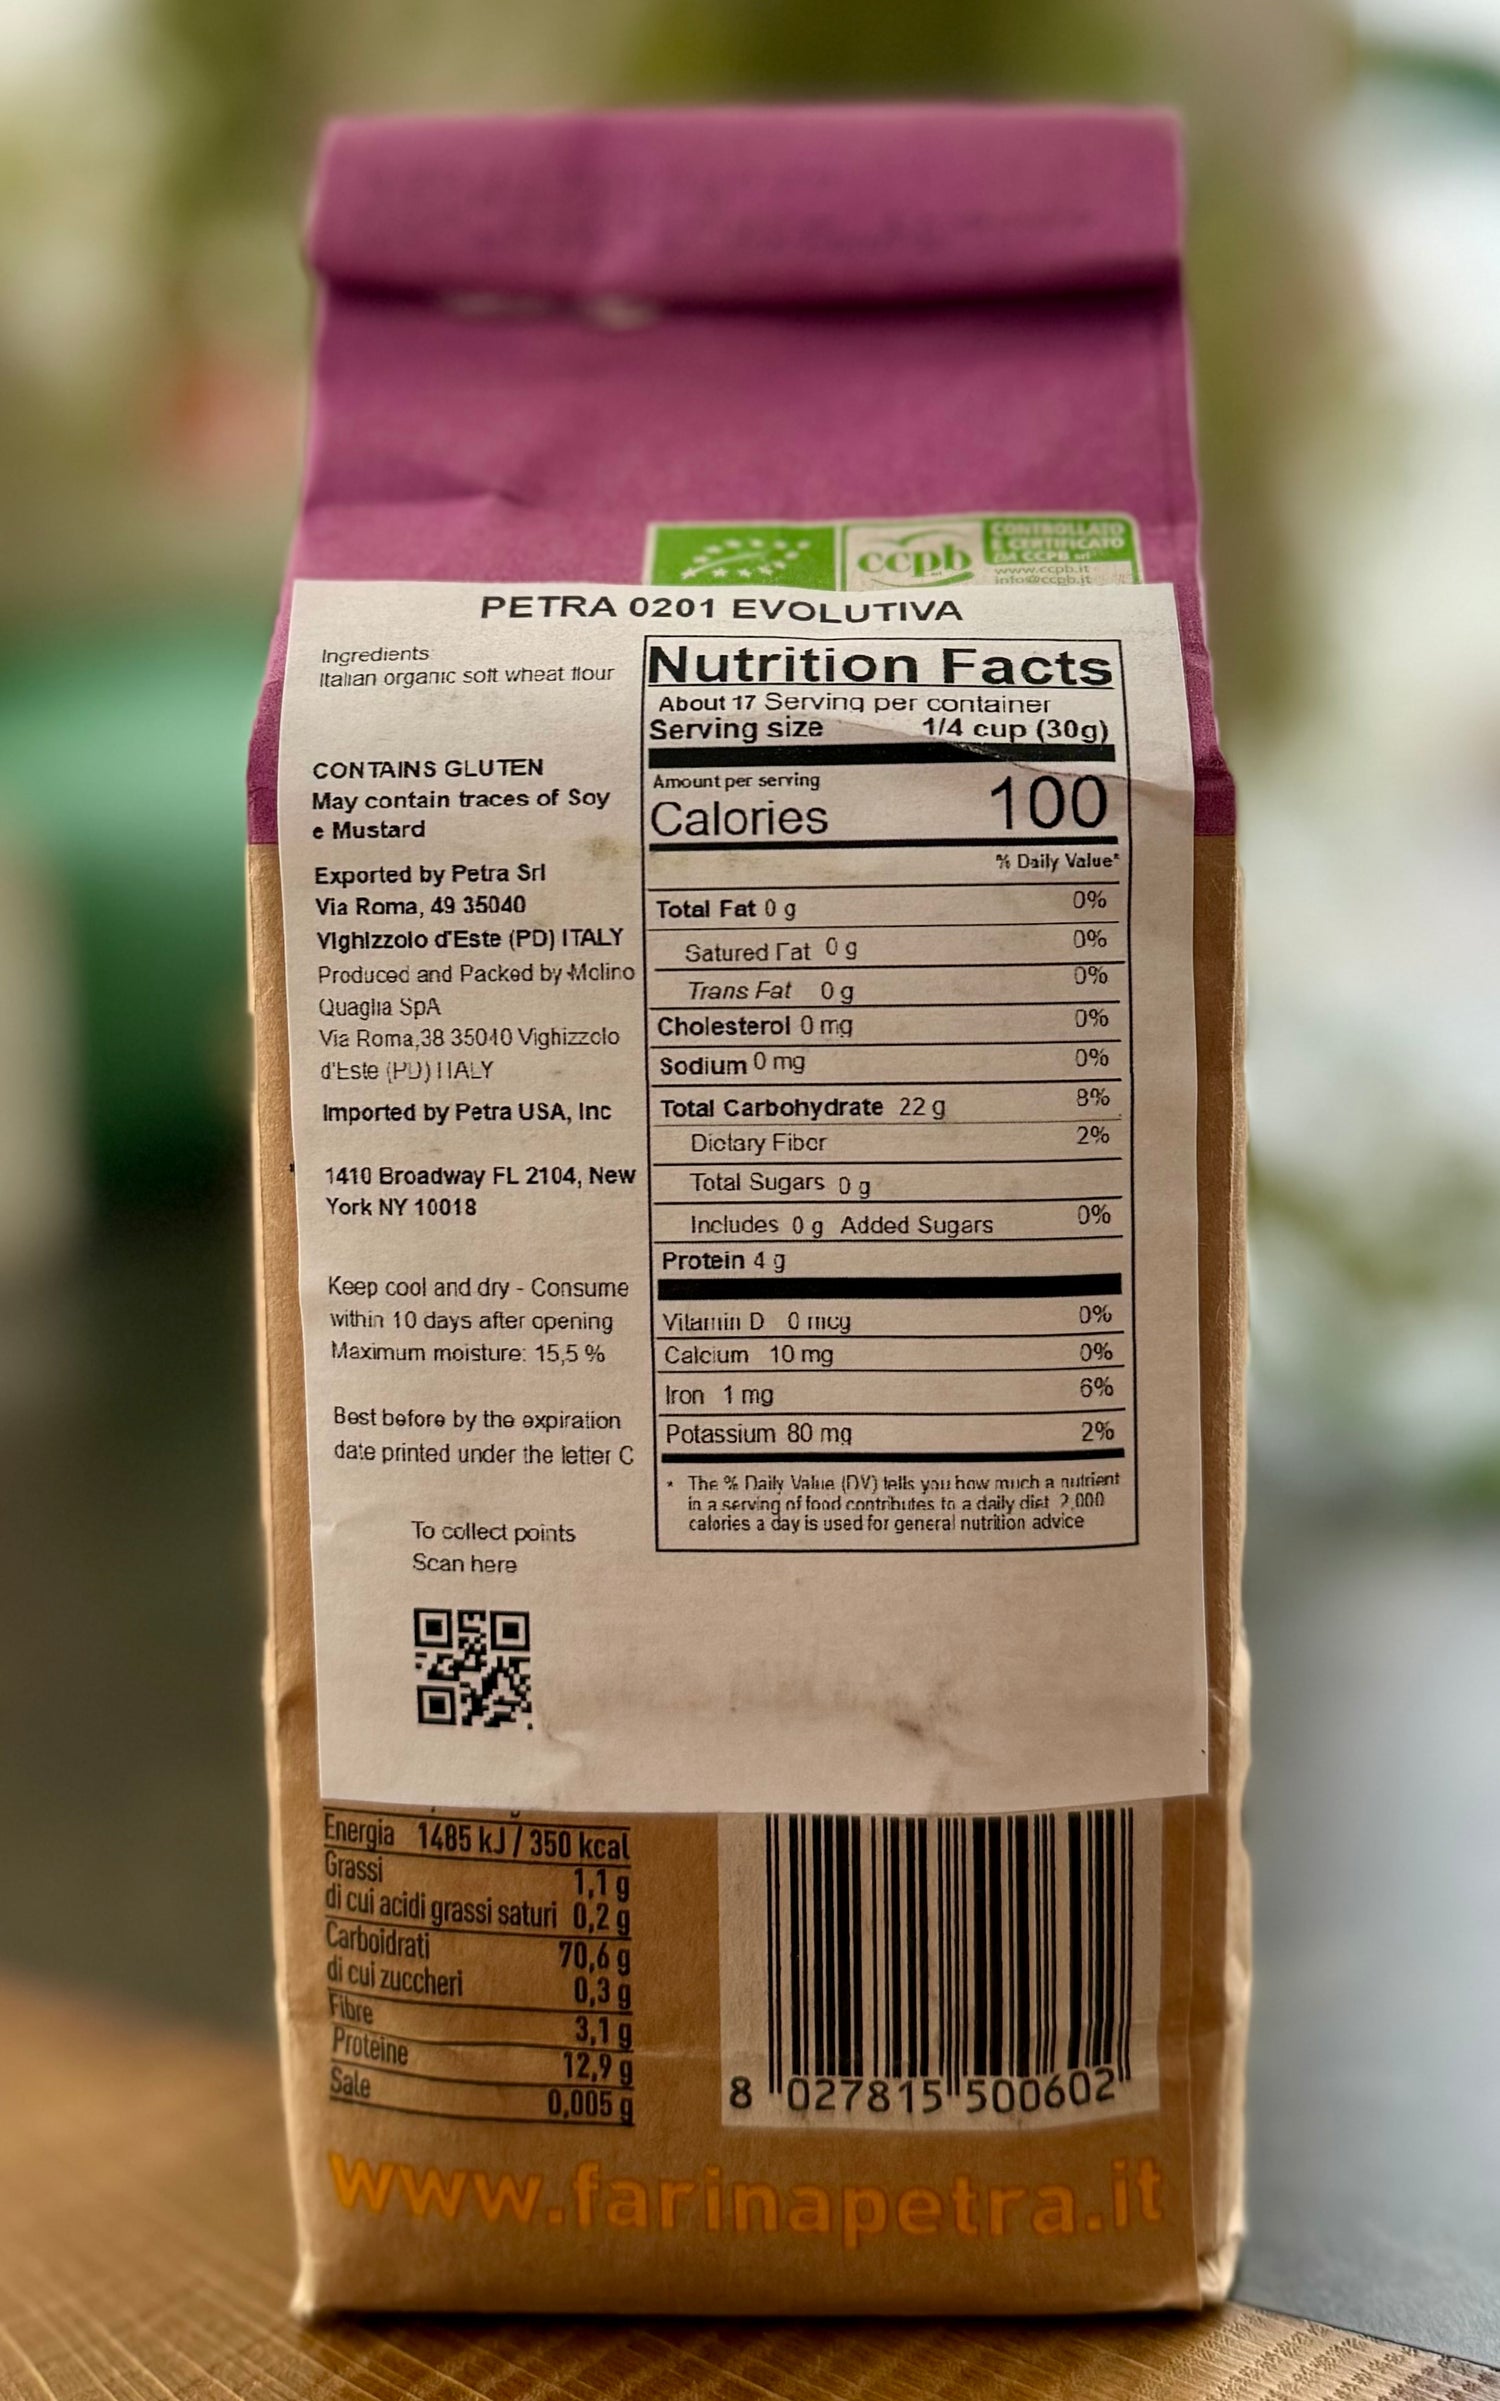 CONTROLLATO
E CERTIFICATO
DA CCPB srl
www.ccpb.it
info@ccpb.it
ccpb
PETRA 0201 EVOLUTIVA
Ingredients
Italian organic soft wheat flour
CONTAINS GLUTEN
May contain traces of Soy
e Mustard
Exported by Petra Srl
Via Roma, 49 35040
Vighizzolo d'Este (PD) ITALY
Produced and Packed by Molino
Quaglia SpA
Via Roma,38 35040 Vighizzolo
d'Este (PD) ITALY
Imported by Petra USA, Inc
1410 Broadway FL 2104, New
York NY 10018
Keep cool and dry - Consume
within 10 days after opening
Maximum moisture: 15,5 %
Best before by the expiration
date printed under the letter C
To collect points
Scan here
Nutrition Facts
About 17 Serving per container
Serving size 1/4 cup (30g)
Amount per serving
Calories 100
% Daily Value*
Total Fat 0 g 0%
Satured Fat 0 g 0%
Trans Fat 0 g 0%
Cholesterol 0 mg 0%
Sodium 0 mg 0%
Total Carbohydrate 22 g 8%
Dietary Fiber 2%
Total Sugars 0 g
Includes 0 g Added Sugars 0%
Protein 4 g
Vitamin D 0 mcg 0%
Calcium 10 mg 0%
Iron 1 mg 6%
Potassium 80 mg 2%
* The % Daily Value (DV) tells you how much a nutrient
in a serving of food contributes to a daily diet 2,000
calories a day is used for general nutrition advice
Energia 1485 kJ / 350 kcal
Grassi 1,1 g
di cui acidi grassi saturi 0,2 g
Carboidrati 70,6 g
di cui zuccheri 0,3 g
Fibre 3,1 g
Proteine 12,9 g
Sale 0,005 g
8 027815 500602
www.farinapetra.it